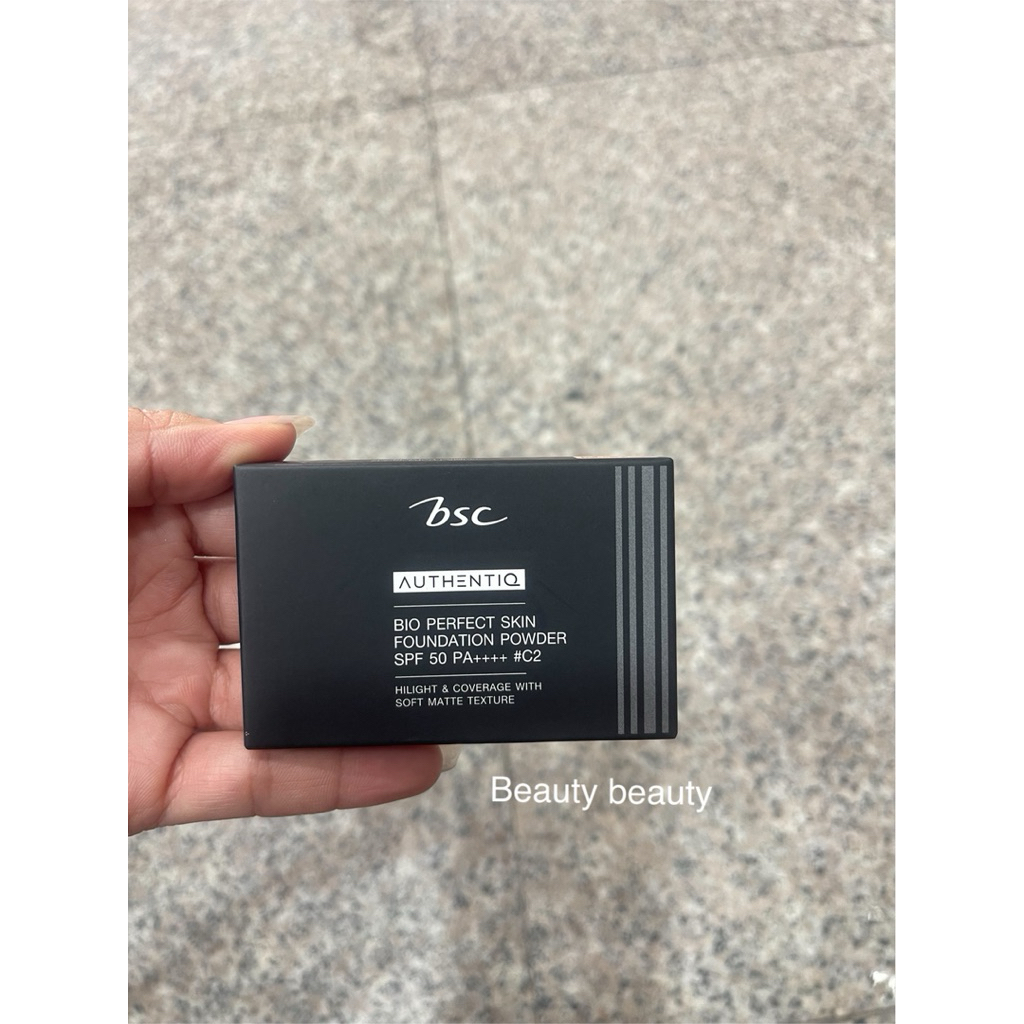 bsc
AUTHENTIQ
BIO PERFECT SKIN
FOUNDATION POWDER
SPF 50 PA++++ #C2
HILIGHT & COVERAGE WITH
SOFT MATTE TEXTURE
Beauty beauty